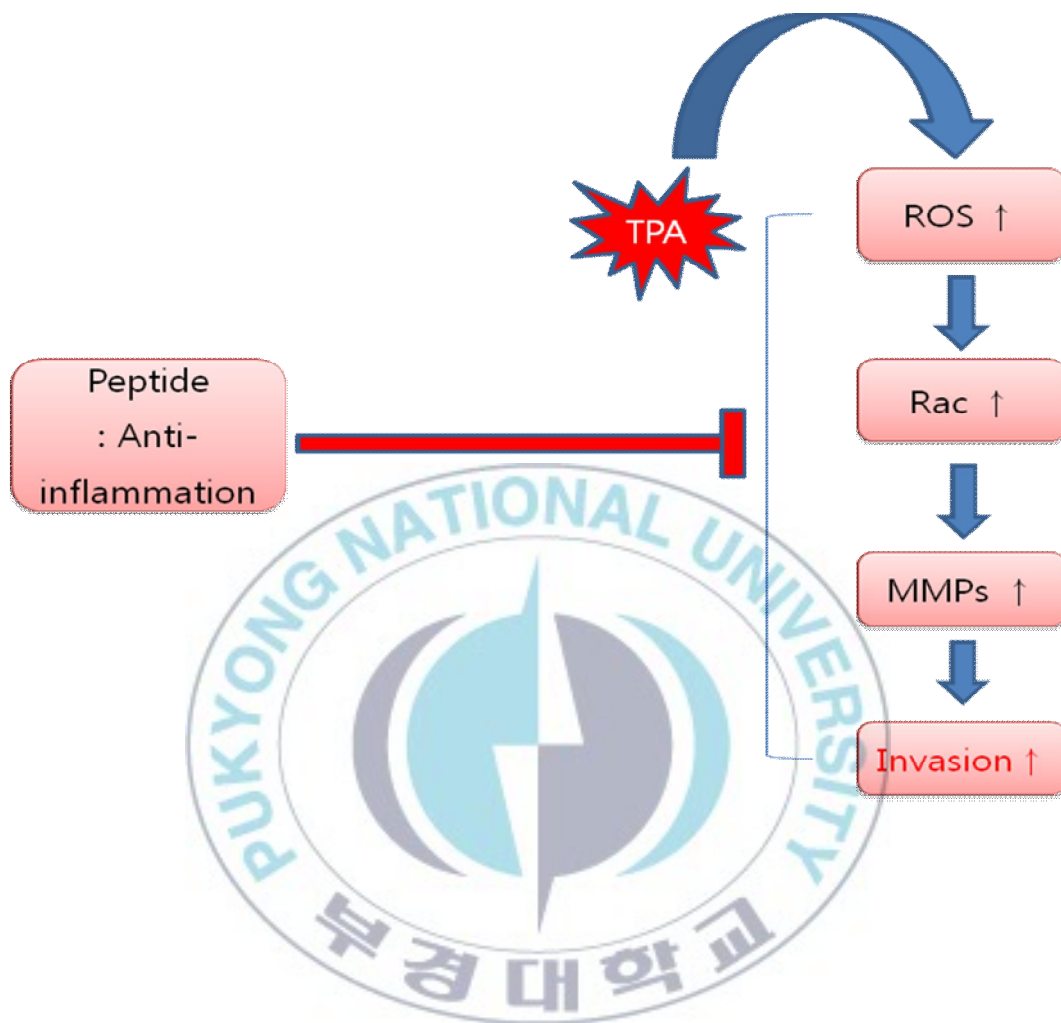 TPA
ROS ↑
Rac ↑
MMPs ↑
Invasion ↑
Peptide
: Anti-
inflammation
PUKYONG NATIONAL UNIVERSITY
부경대학교